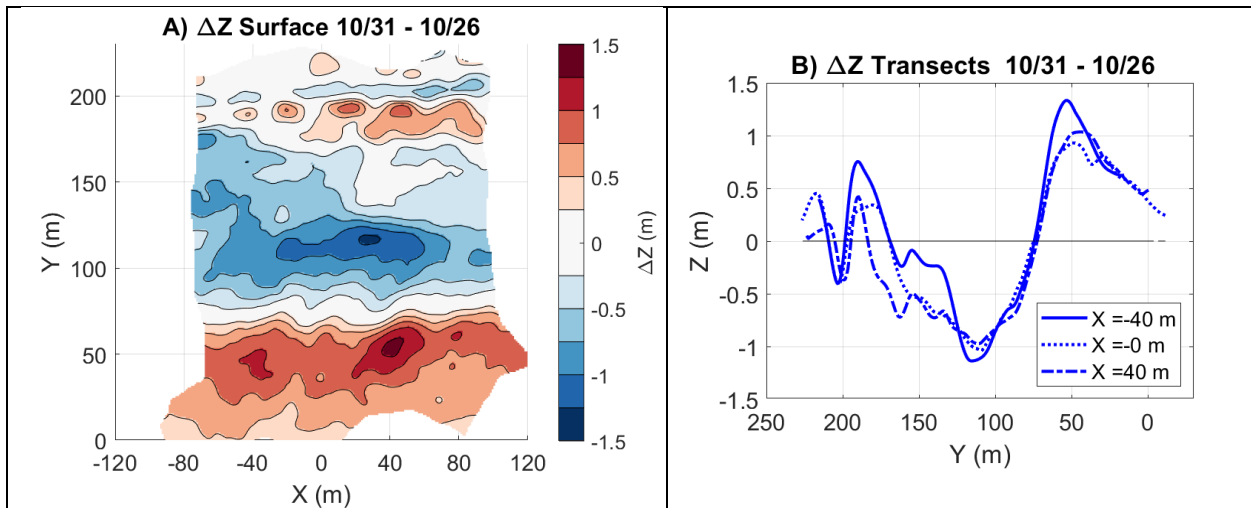 A) ΔZ Surface 10/31 - 10/26
200
150
100
50
0
Y (m)
-120 -80 -40 0 40 80 120
X (m)
1.5
1
0.5
0
-0.5
-1
-1.5
ΔZ (m)
B) ΔZ Transects 10/31 - 10/26
1.5
1
0.5
0
-0.5
-1
-1.5
Z (m)
250 200 150 100 50 0
Y (m)
X =-40 m
X =-0 m
X =40 m